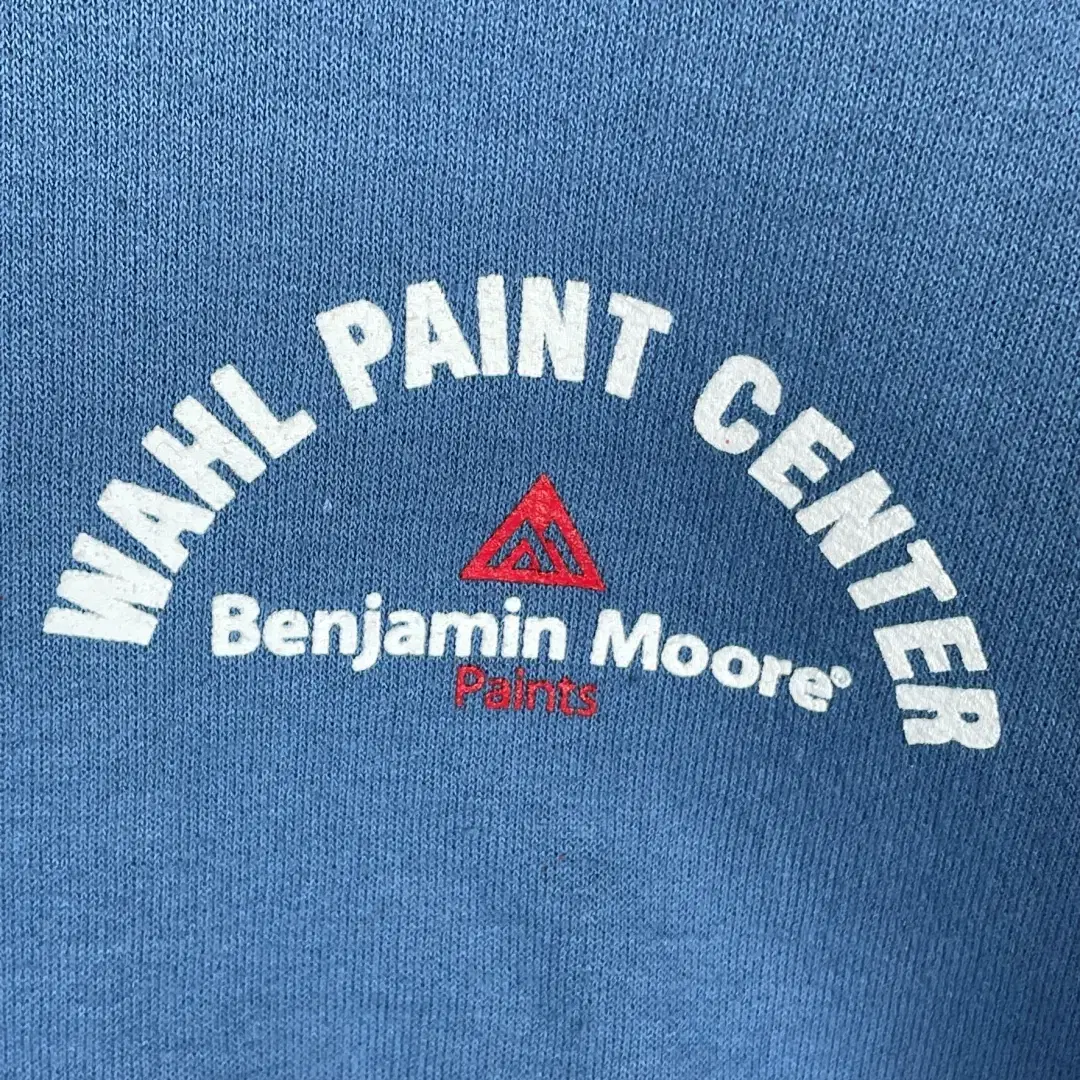 WAHL PAINT CENTER
Benjamin Moore®
Paints